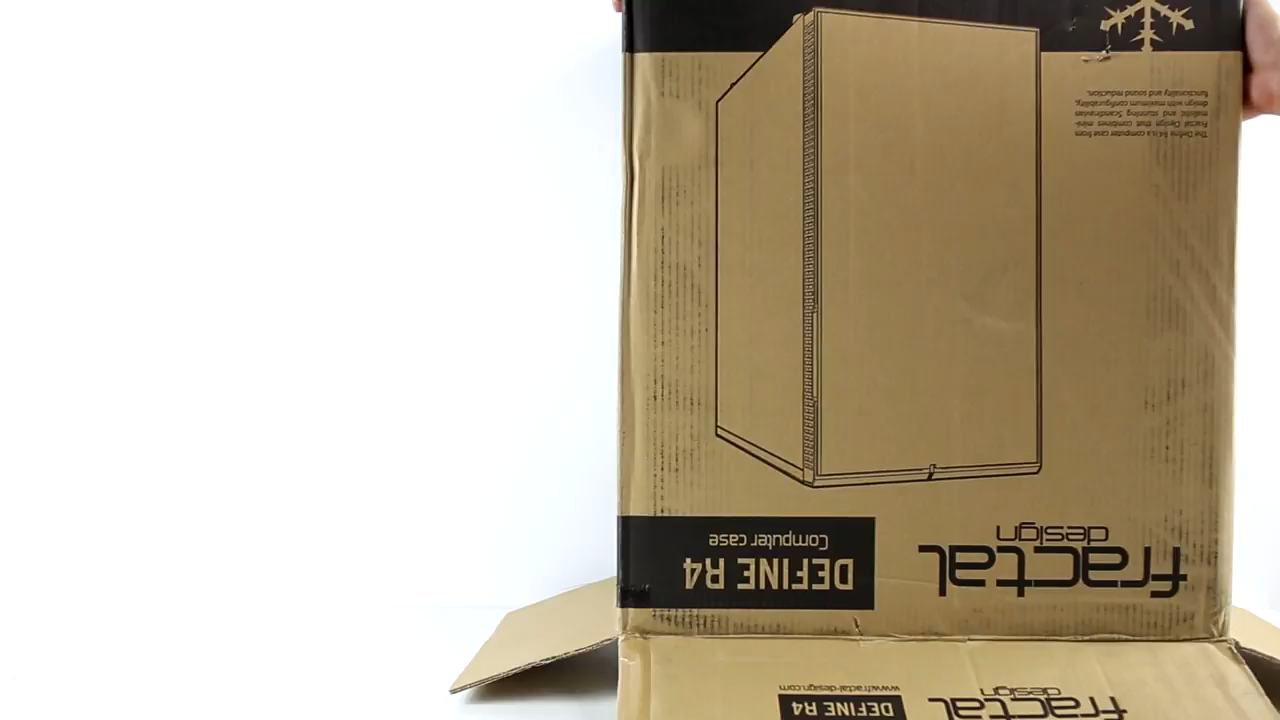 fractal
design
DEFINE R4
Computer case
The Define R4 is a computer case from
Fractal Design that combines mini-
malistic and stunning Scandinavian
design with maximum configurability,
functionality and sound reduction.
fractal
design
DEFINE R4
www.fractal-design.com